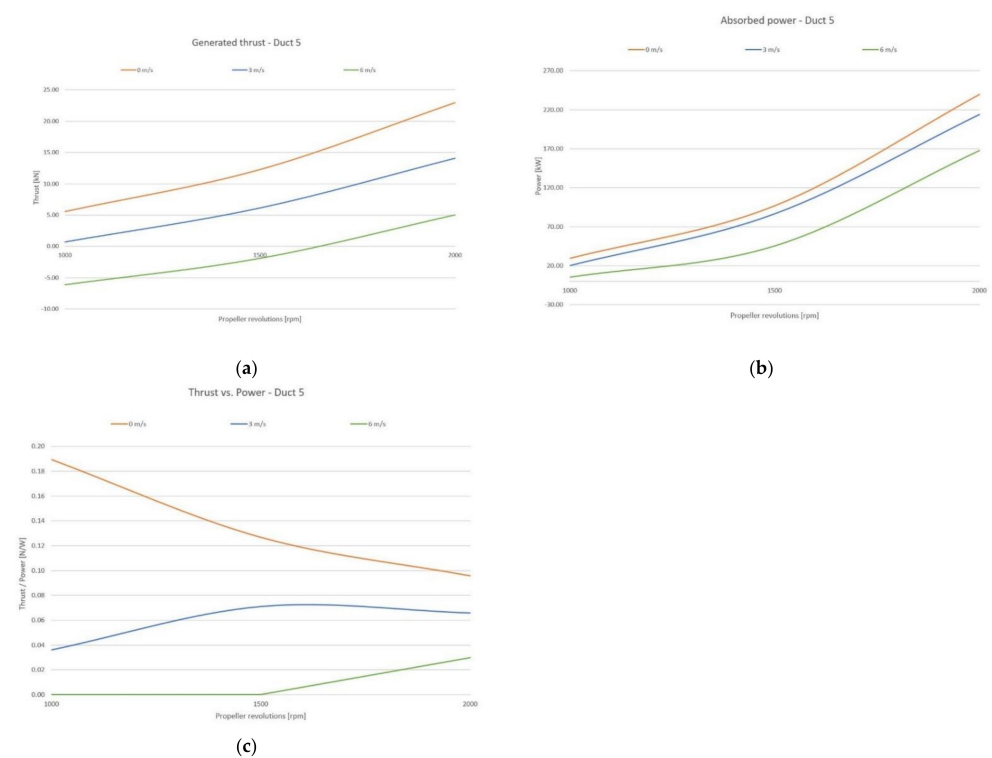 Generated thrust - Duct 5
0 m/s 3 m/s 6 m/s
25.00
20.00
15.00
10.00
5.00
0.00
-5.00
-10.00
Thrust [kN]
1000 1500 2000
Propeller revolutions [rpm]
(a)
Absorbed power - Duct 5
0 m/s 3 m/s 6 m/s
270.00
220.00
170.00
120.00
70.00
20.00
-30.00
Power [kW]
1000 1500 2000
Propeller revolutions [rpm]
(b)
Thrust vs. Power - Duct 5
0 m/s 3 m/s 6 m/s
0.20
0.18
0.16
0.14
0.12
0.10
0.08
0.06
0.04
0.02
0.00
Thrust / Power [N/W]
1000 1500 2000
Propeller revolutions [rpm]
(c)